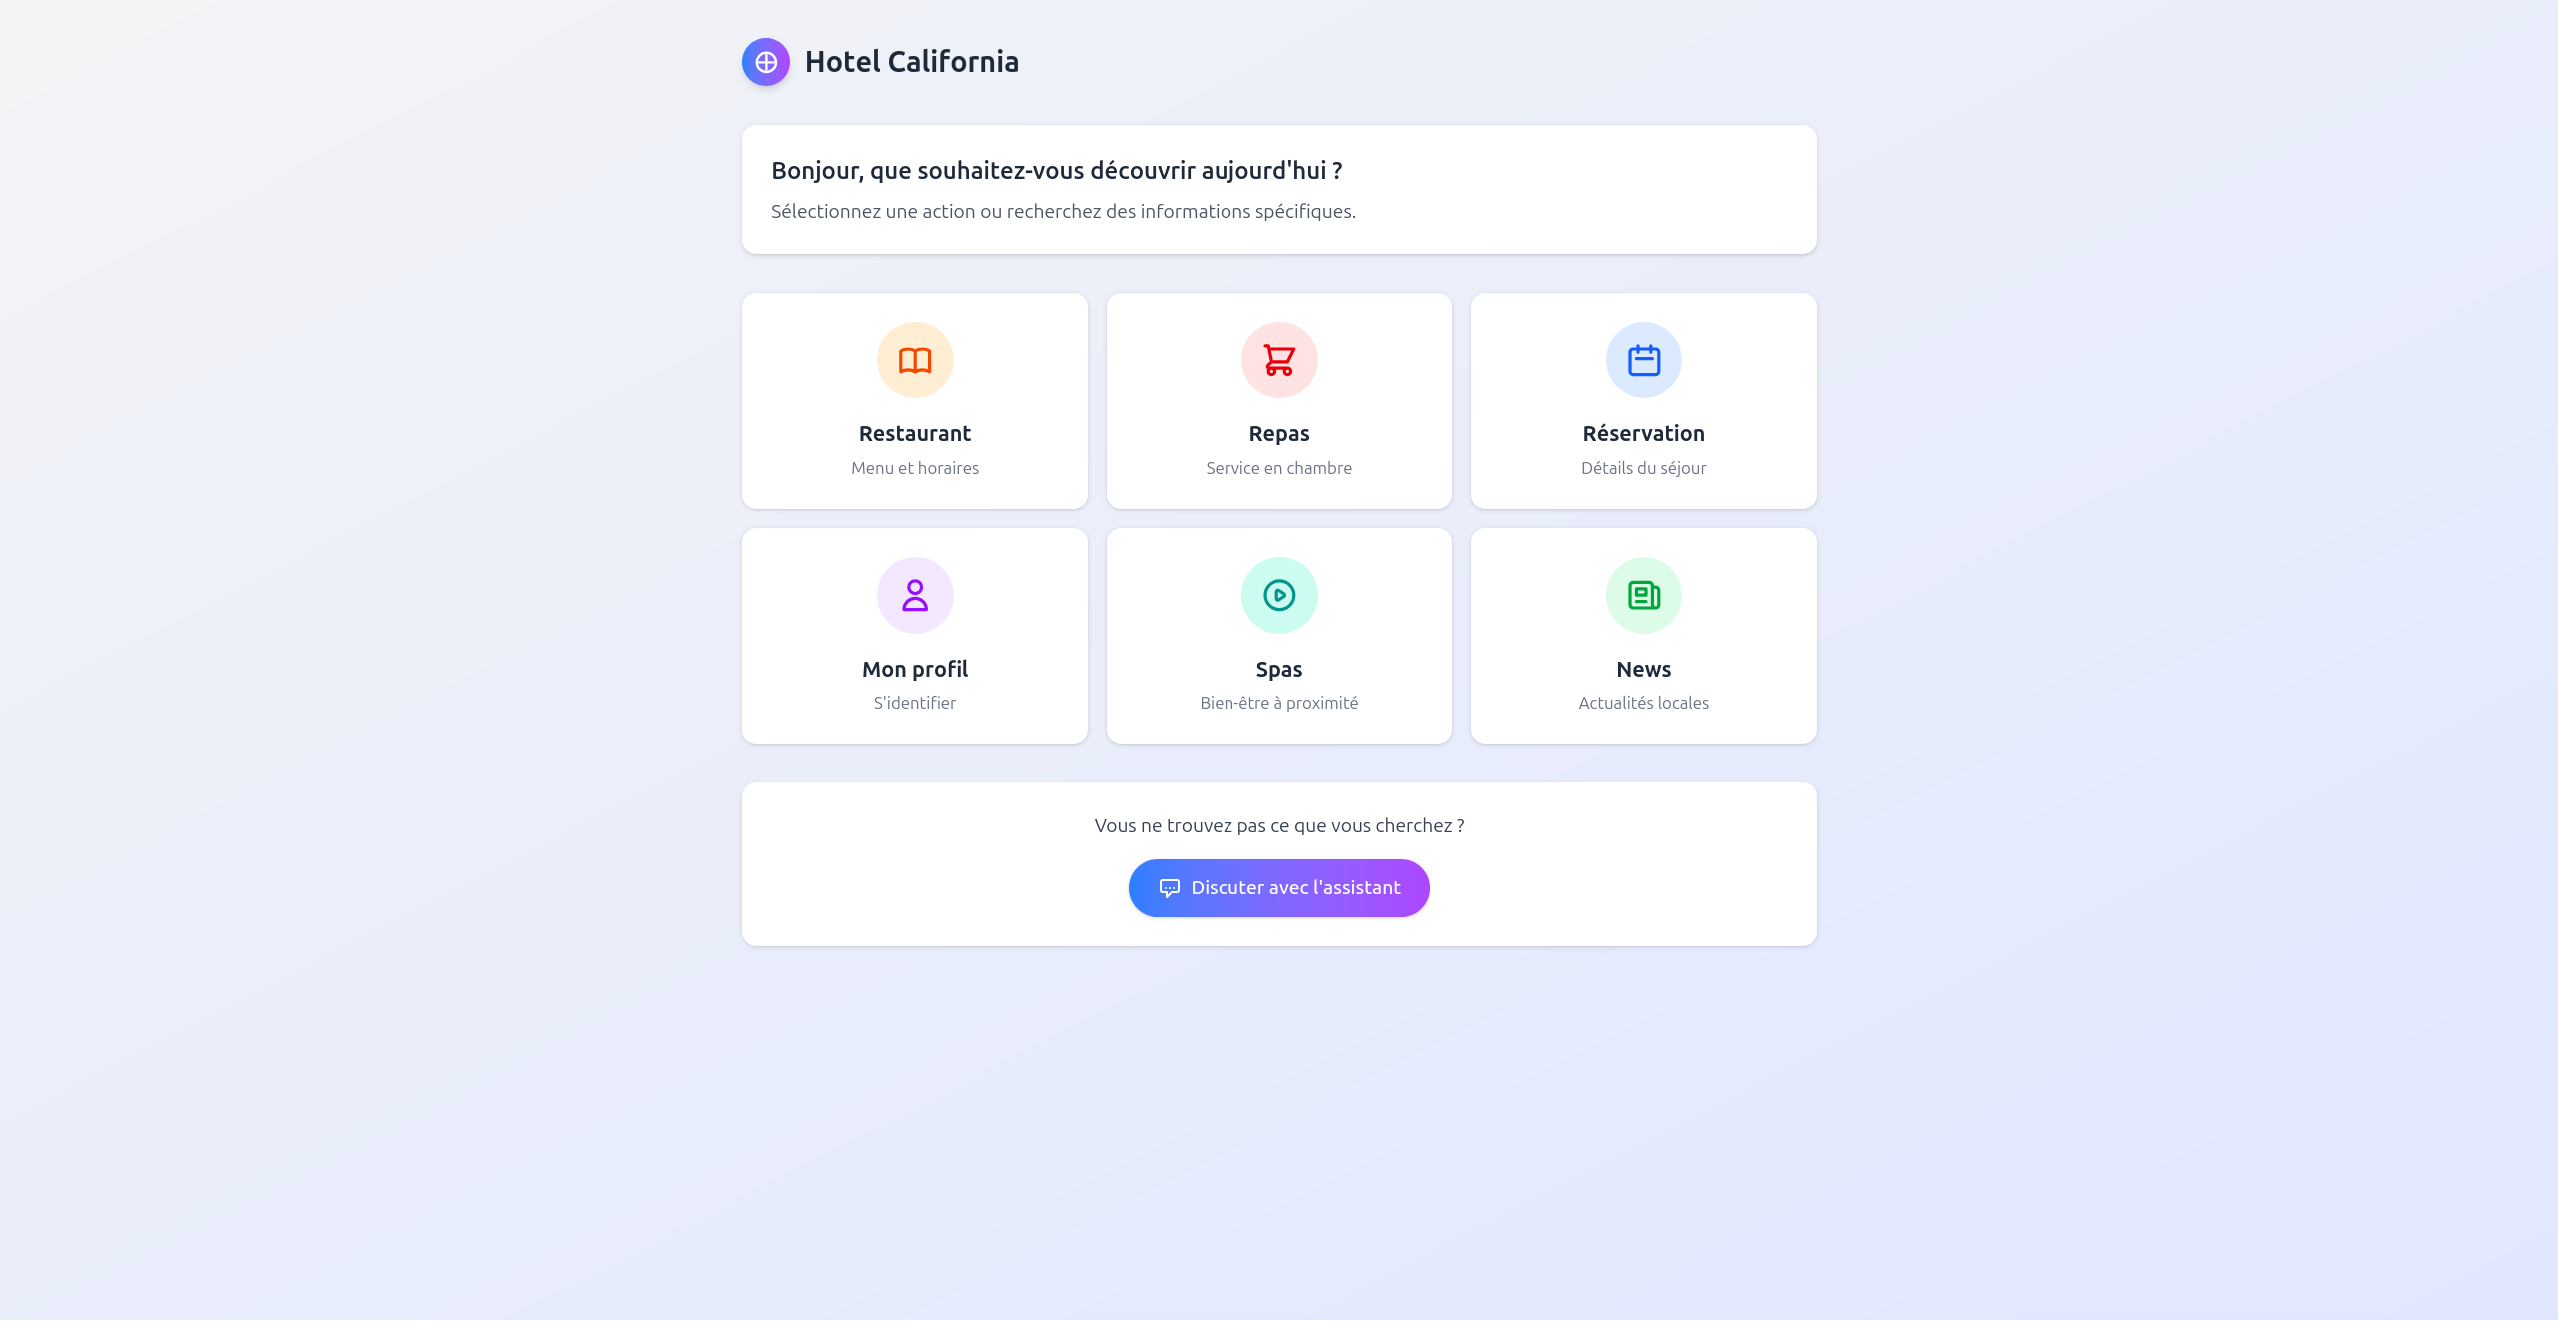 Hotel California
Bonjour, que souhaitez-vous découvrir aujourd'hui ?
Sélectionnez une action ou recherchez des informations spécifiques.
Restaurant
Menu et horaires
Repas
Service en chambre
Réservation
Détails du séjour
Mon profil
S'identifier
Spas
Bien-être à proximité
News
Actualités locales
Vous ne trouvez pas ce que vous cherchez ?
Discuter avec l'assistant